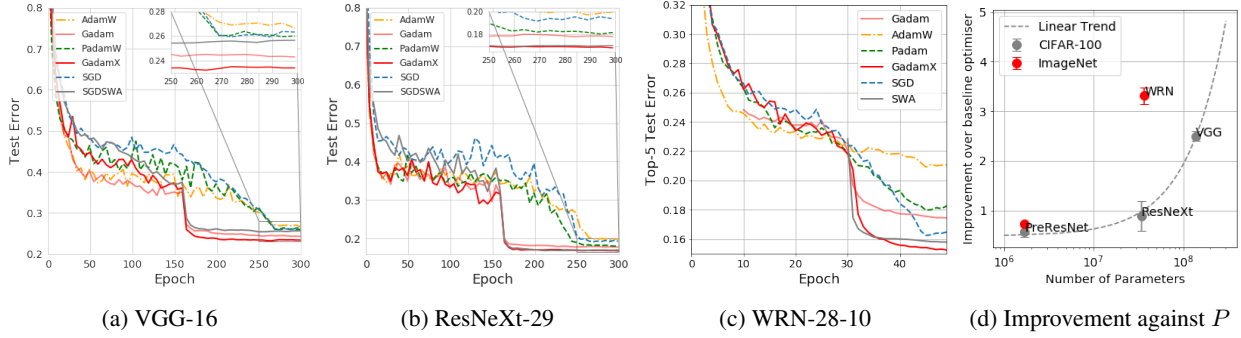 0.8
0.7
0.6
0.5
0.4
0.3
0.2
Test Error
AdamW
Gadam
PadamW
GadamX
SGD
SGDSWA
0.28
0.26
0.24
250 260 270 280 290 300
0 50 100 150 200 250 300
Epoch
(a) VGG-16
0.8
0.7
0.6
0.5
0.4
0.3
0.2
Test Error
AdamW
Gadam
PadamW
GadamX
SGD
SGDSWA
0.20
0.18
250 260 270 280 290 300
0 50 100 150 200 250 300
Epoch
(b) ResNeXt-29
0.32
0.30
0.28
0.26
0.24
0.22
0.20
0.18
0.16
Top-5 Test Error
Gadam
AdamW
Padam
GadamX
SGD
SWA
0 10 20 30 40
Epoch
(c) WRN-28-10
5
4
3
2
1
Improvement over baseline optimiser
Linear Trend
CIFAR-100
ImageNet
WRN
VGG
ResNeXt
PreResNet
10⁶ 10⁷ 10⁸
Number of Parameters
(d) Improvement against P